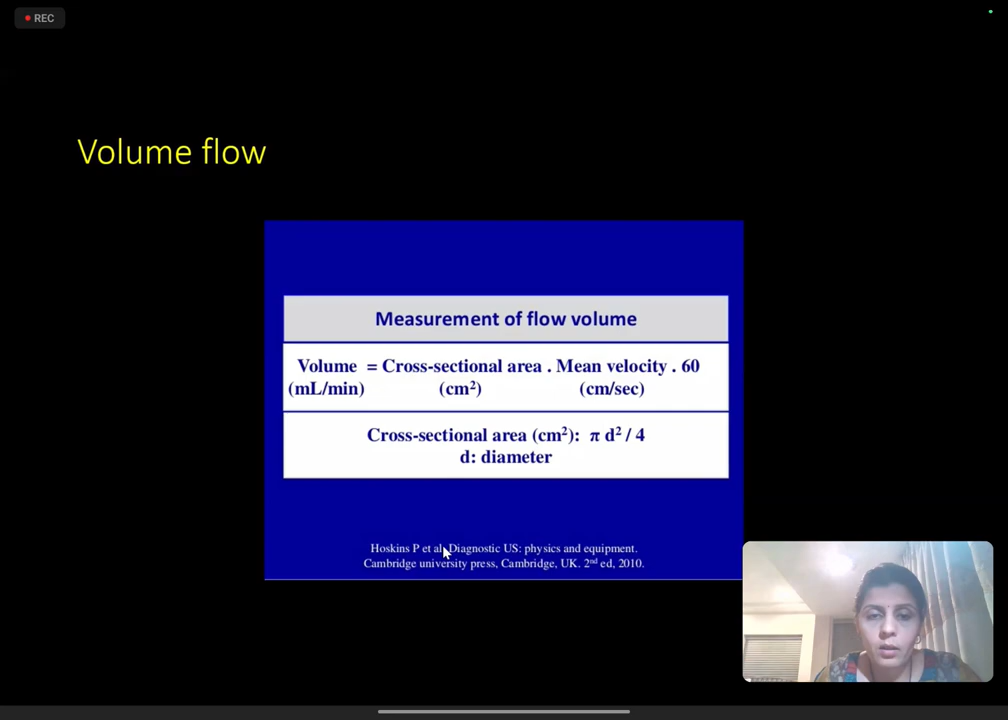 REC
Volume flow
Measurement of flow volume
Volume = Cross-sectional area . Mean velocity . 60
(mL/min) (cm²) (cm/sec)
Cross-sectional area (cm²): π d² / 4
d: diameter
Hoskins P et al. Diagnostic US: physics and equipment.
Cambridge university press, Cambridge, UK. 2nd ed, 2010.